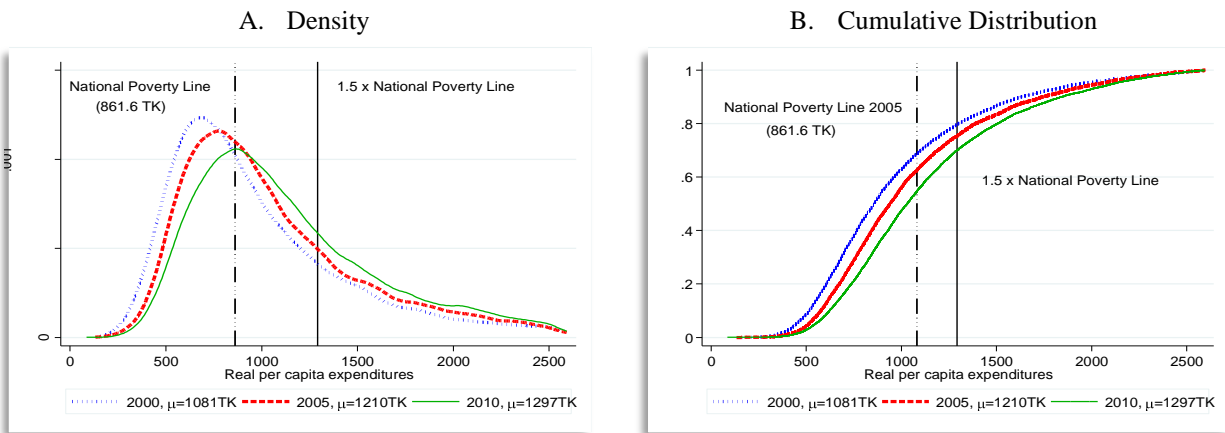 A. Density
National Poverty Line
(861.6 TK)
1.5 x National Poverty Line
.001
0
0 500 1000 1500 2000 2500
Real per capita expenditures
2000, μ=1081TK 2005, μ=1210TK 2010, μ=1297TK
B. Cumulative Distribution
1
.8
.6
.4
.2
0
National Poverty Line 2005
(861.6 TK)
1.5 x National Poverty Line
0 500 1000 1500 2000 2500
Real per capita expenditures
2000, μ=1081TK 2005, μ=1210TK 2010, μ=1297TK